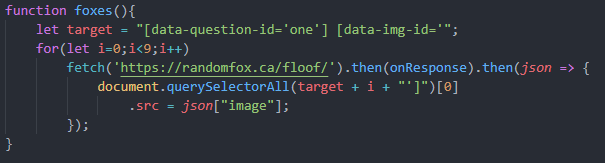 function foxes(){
    let target = "[data-question-id='one'] [data-img-id='";
    for(let i=0;i<9;i++)
        fetch('https://randomfox.ca/floof/').then(onResponse).then(json => {
            document.querySelectorAll(target + i + "']")[0]
                .src = json["image"];
        });
}